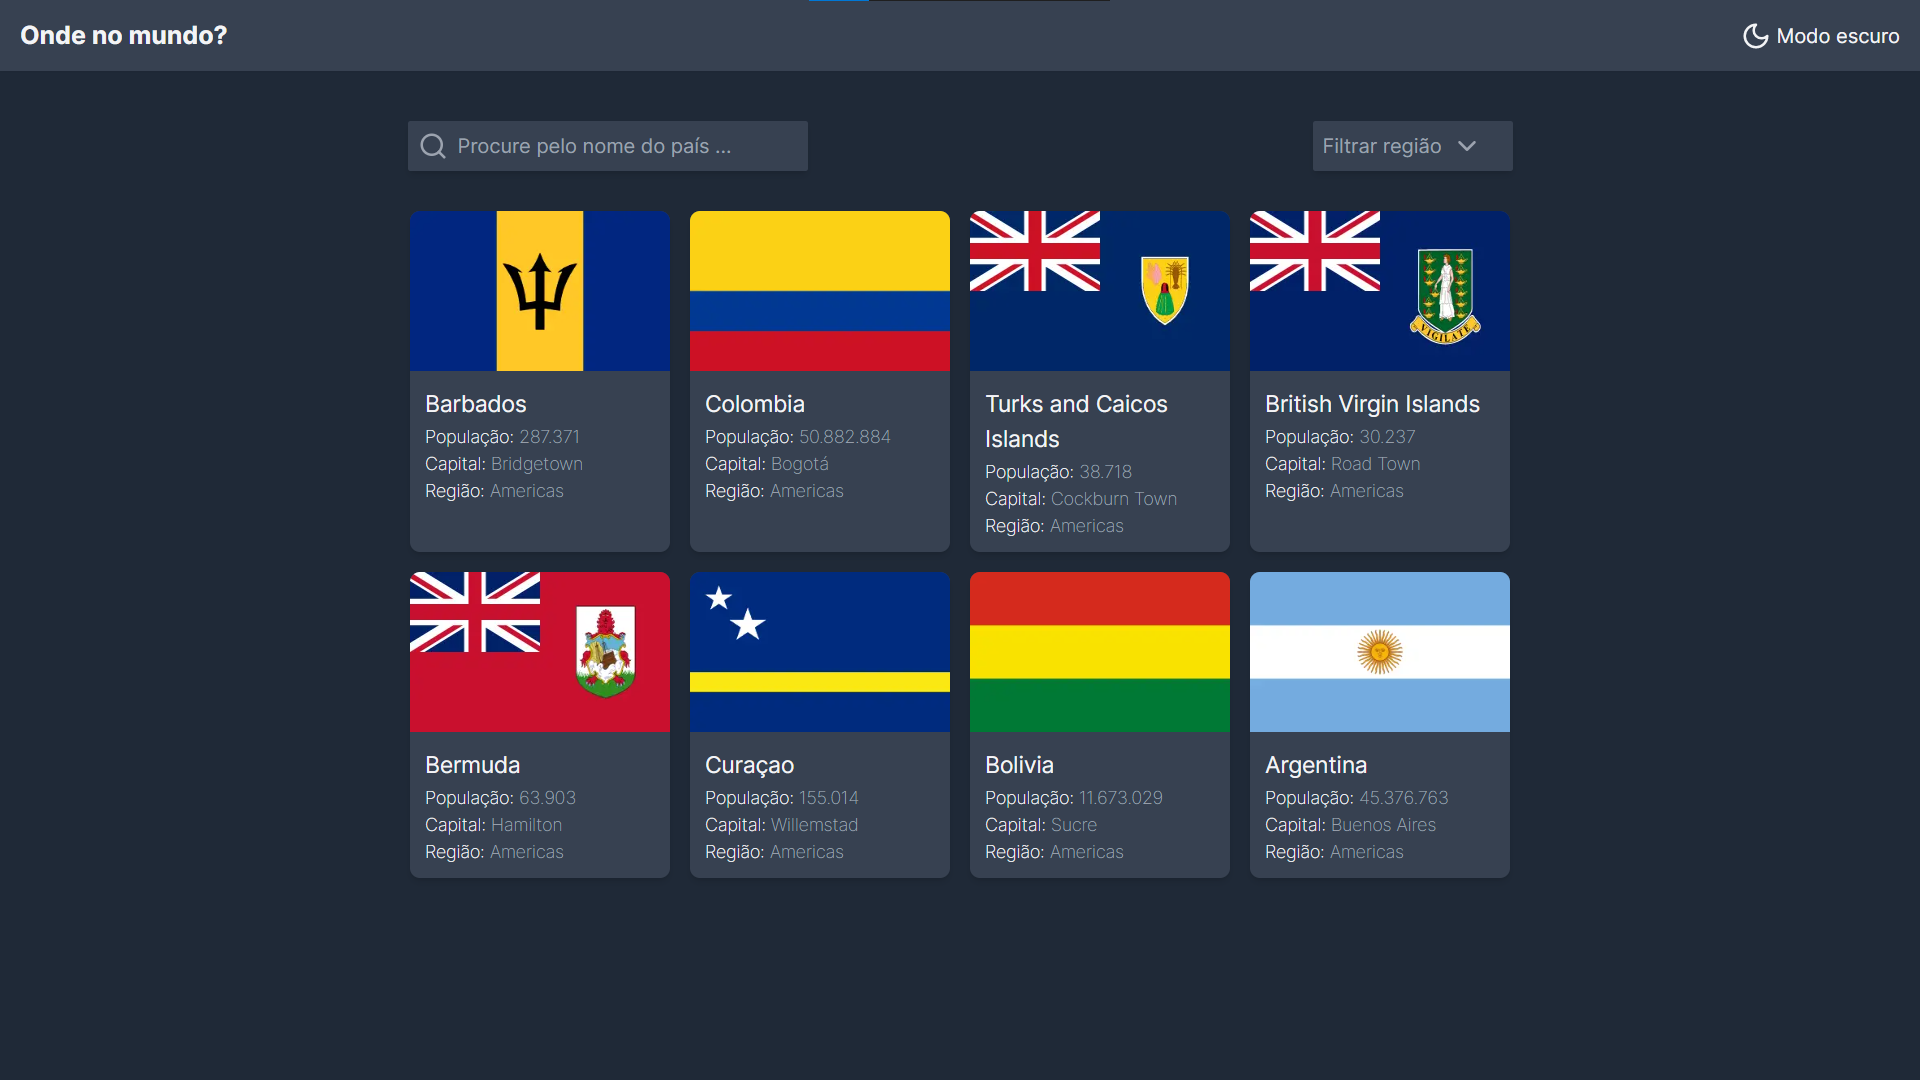 Onde no mundo?
Modo escuro
Procure pelo nome do país ...
Filtrar região
Barbados
População: 287.371
Capital: Bridgetown
Região: Americas
Colombia
População: 50.882.884
Capital: Bogotá
Região: Americas
Turks and Caicos
Islands
População: 38.718
Capital: Cockburn Town
Região: Americas
VIGILATE
British Virgin Islands
População: 30.237
Capital: Road Town
Região: Americas
Bermuda
População: 63.903
Capital: Hamilton
Região: Americas
Curaçao
População: 155.014
Capital: Willemstad
Região: Americas
Bolivia
População: 11.673.029
Capital: Sucre
Região: Americas
Argentina
População: 45.376.763
Capital: Buenos Aires
Região: Americas